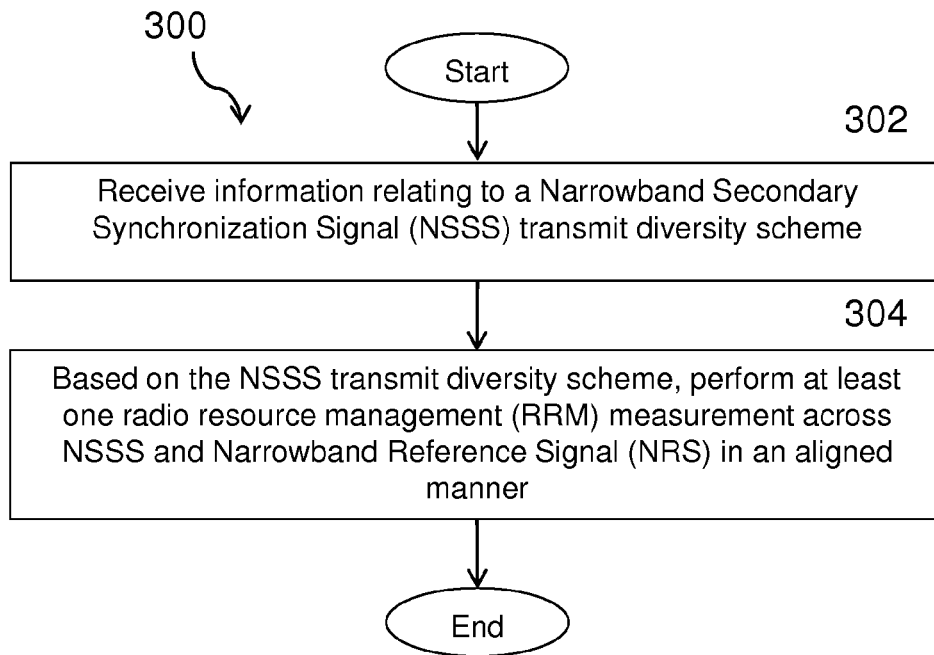 300
Start
302
Receive information relating to a Narrowband Secondary
Synchronization Signal (NSSS) transmit diversity scheme
304
Based on the NSSS transmit diversity scheme, perform at least
one radio resource management (RRM) measurement across
NSSS and Narrowband Reference Signal (NRS) in an aligned
manner
End